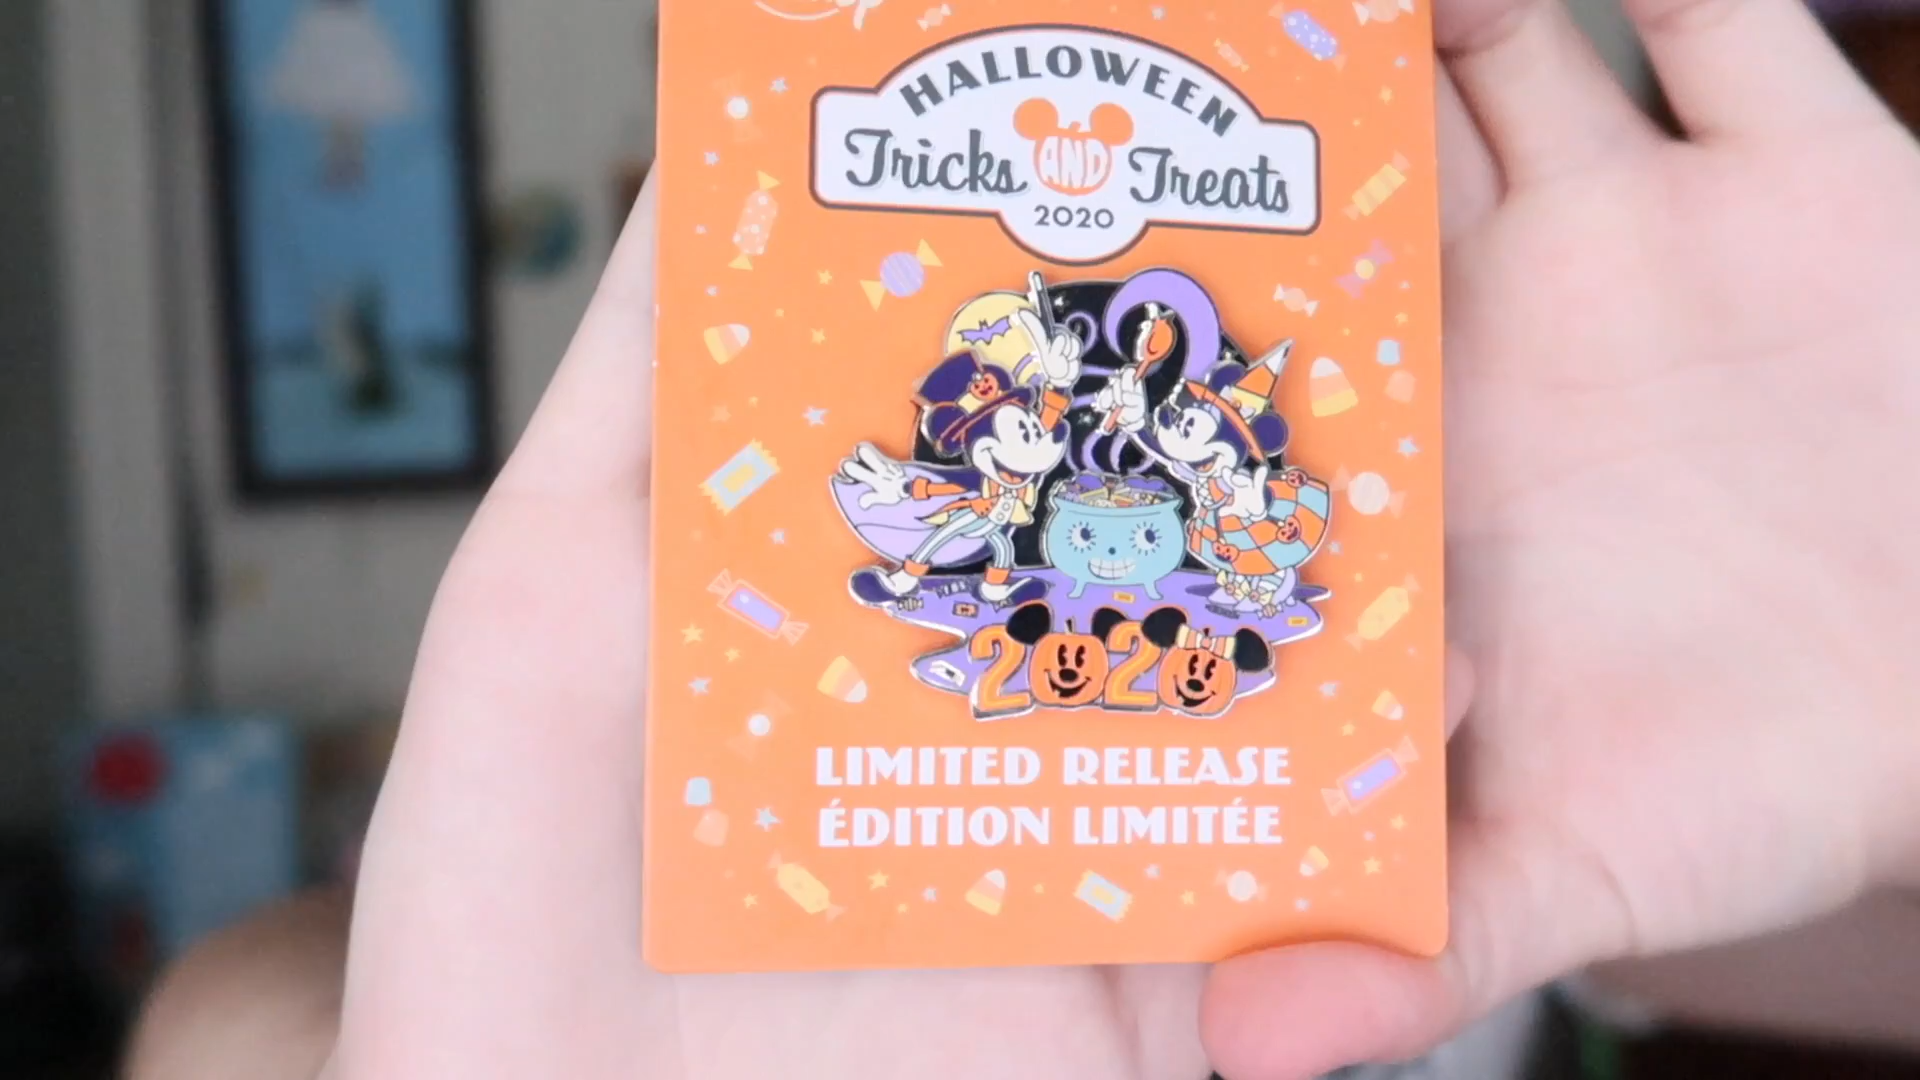 HALLOWEEN
Tricks AND Treats
2020
2020
LIMITED RELEASE
ÉDITION LIMITÉE